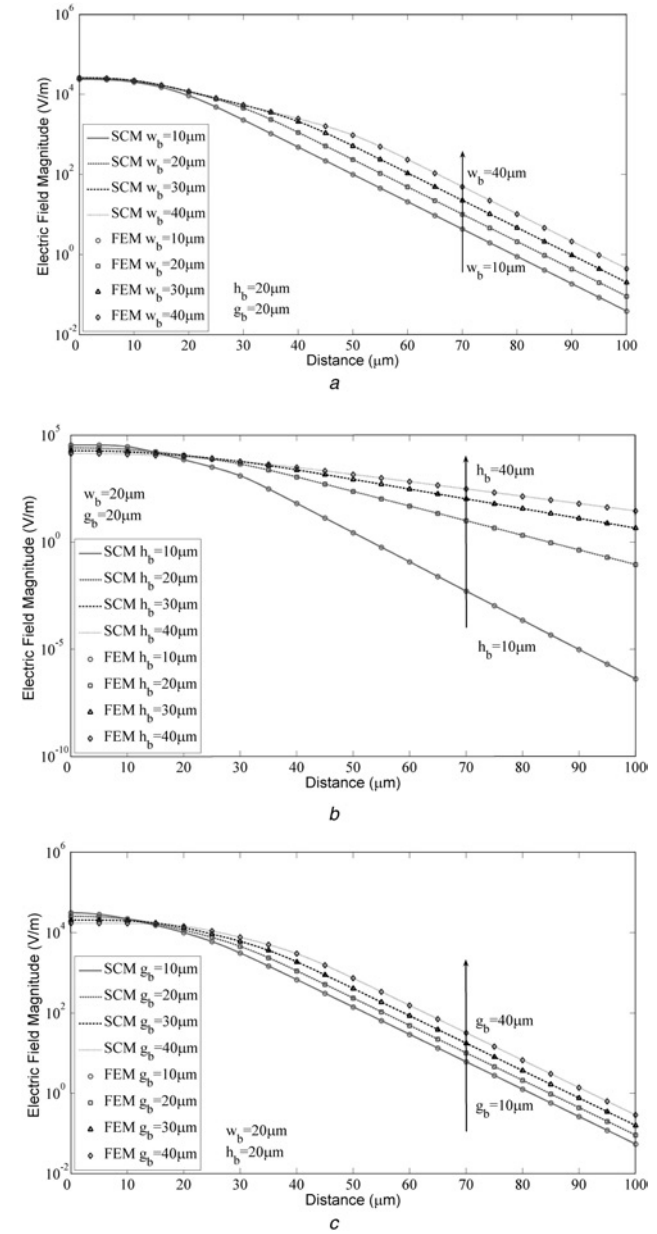 10^6
10^4
10^2
10^0
10^-2
Electric Field Magnitude (V/m)
SCM w_b=10μm
SCM w_b=20μm
SCM w_b=30μm
SCM w_b=40μm
FEM w_b=10μm
FEM w_b=20μm
FEM w_b=30μm
FEM w_b=40μm
h_b=20μm
g_b=20μm
w_b=40μm
w_b=10μm
0 10 20 30 40 50 60 70 80 90 100
Distance (μm)
a
10^5
10^0
10^-5
10^-10
Electric Field Magnitude (V/m)
w_b=20μm
g_b=20μm
SCM h_b=10μm
SCM h_b=20μm
SCM h_b=30μm
SCM h_b=40μm
FEM h_b=10μm
FEM h_b=20μm
FEM h_b=30μm
FEM h_b=40μm
h_b=40μm
h_b=10μm
0 10 20 30 40 50 60 70 80 90 100
Distance (μm)
b
10^6
10^4
10^2
10^0
10^-2
Electric Field Magnitude (V/m)
SCM g_b=10μm
SCM g_b=20μm
SCM g_b=30μm
SCM g_b=40μm
FEM g_b=10μm
FEM g_b=20μm
FEM g_b=30μm
FEM g_b=40μm
w_b=20μm
h_b=20μm
g_b=40μm
g_b=10μm
0 10 20 30 40 50 60 70 80 90 100
Distance (μm)
c